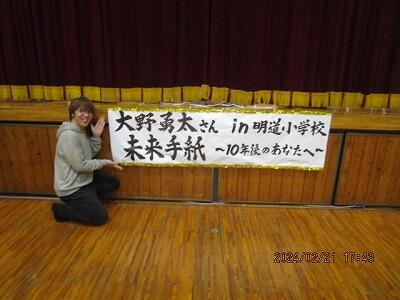 大野勇太さん in 明道小学校
未来手紙 ～10年後のあなたへ～
2024/02/21 17:43